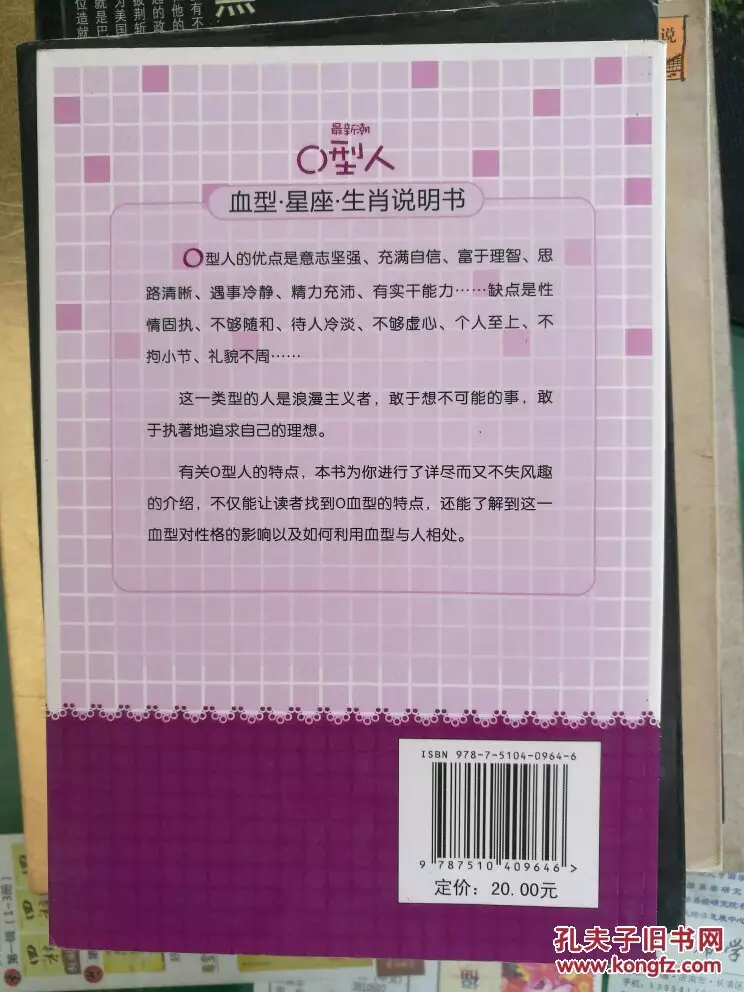 最新潮
O型人
血型·星座·生肖说明书
O型人的优点是意志坚强、充满自信、富于理智、思
路清晰、遇事冷静、精力充沛、有实干能力……缺点是性
情固执、不够随和、待人冷淡、不够虚心、个人至上、不
拘小节、礼貌不周……
这一类型的人是浪漫主义者，敢于想不可能的事，敢
于执著地追求自己的理想。
有关O型人的特点，本书为你进行了详尽而又不失风趣
的介绍，不仅能让读者找到O血型的特点，还能了解到这一
血型对性格的影响以及如何利用血型与人相处。
ISBN 978-7-5104-0964-6
9 787510 409646 >
定价：20.00元
说
第一辑（1-3册）
孔夫子旧书网
www.kongfz.com